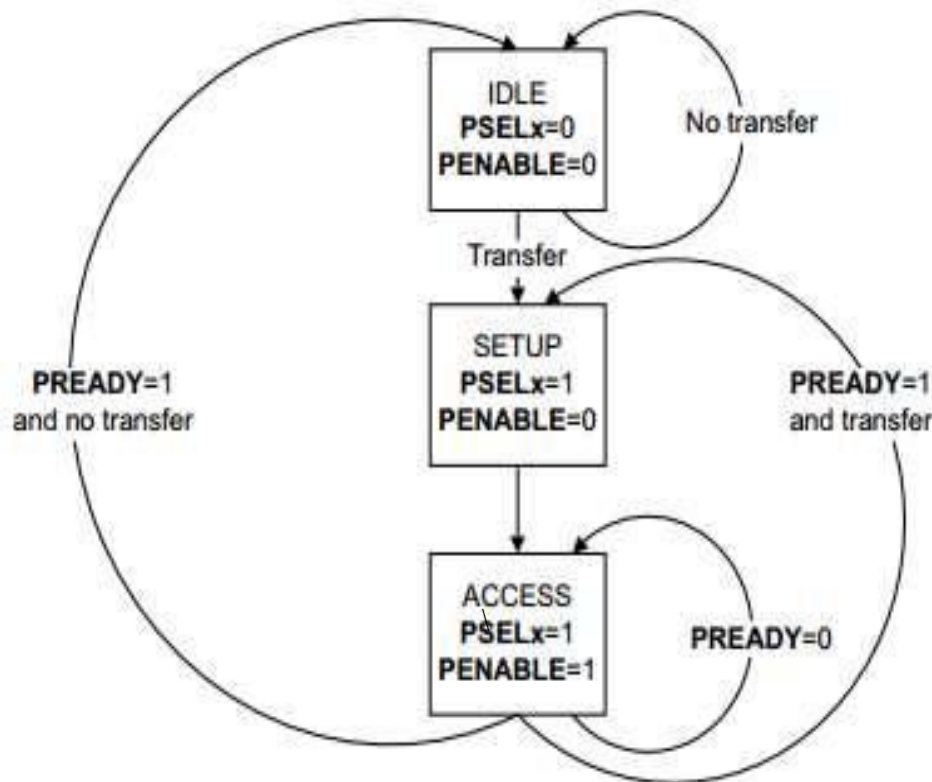 IDLE
PSELx=0
PENABLE=0
No transfer
Transfer
SETUP
PSELx=1
PENABLE=0
PREADY=1
and no transfer
PREADY=1
and transfer
ACCESS
PSELx=1
PENABLE=1
PREADY=0